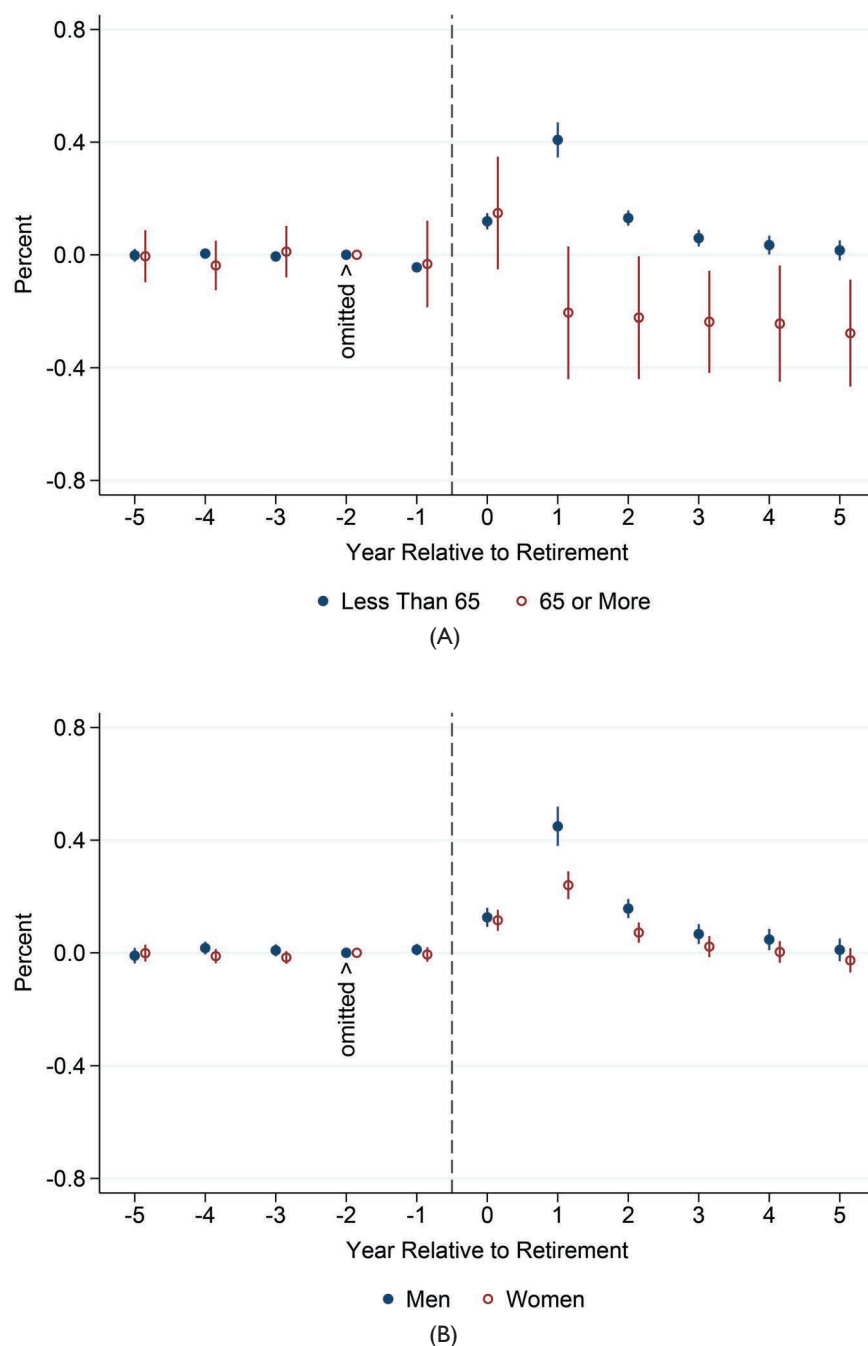 0.8
0.4
0.0
-0.4
-0.8
Percent
omitted >
-5 -4 -3 -2 -1 0 1 2 3 4 5
Year Relative to Retirement
Less Than 65 65 or More
(A)
0.8
0.4
0.0
-0.4
-0.8
Percent
omitted >
-5 -4 -3 -2 -1 0 1 2 3 4 5
Year Relative to Retirement
Men Women
(B)